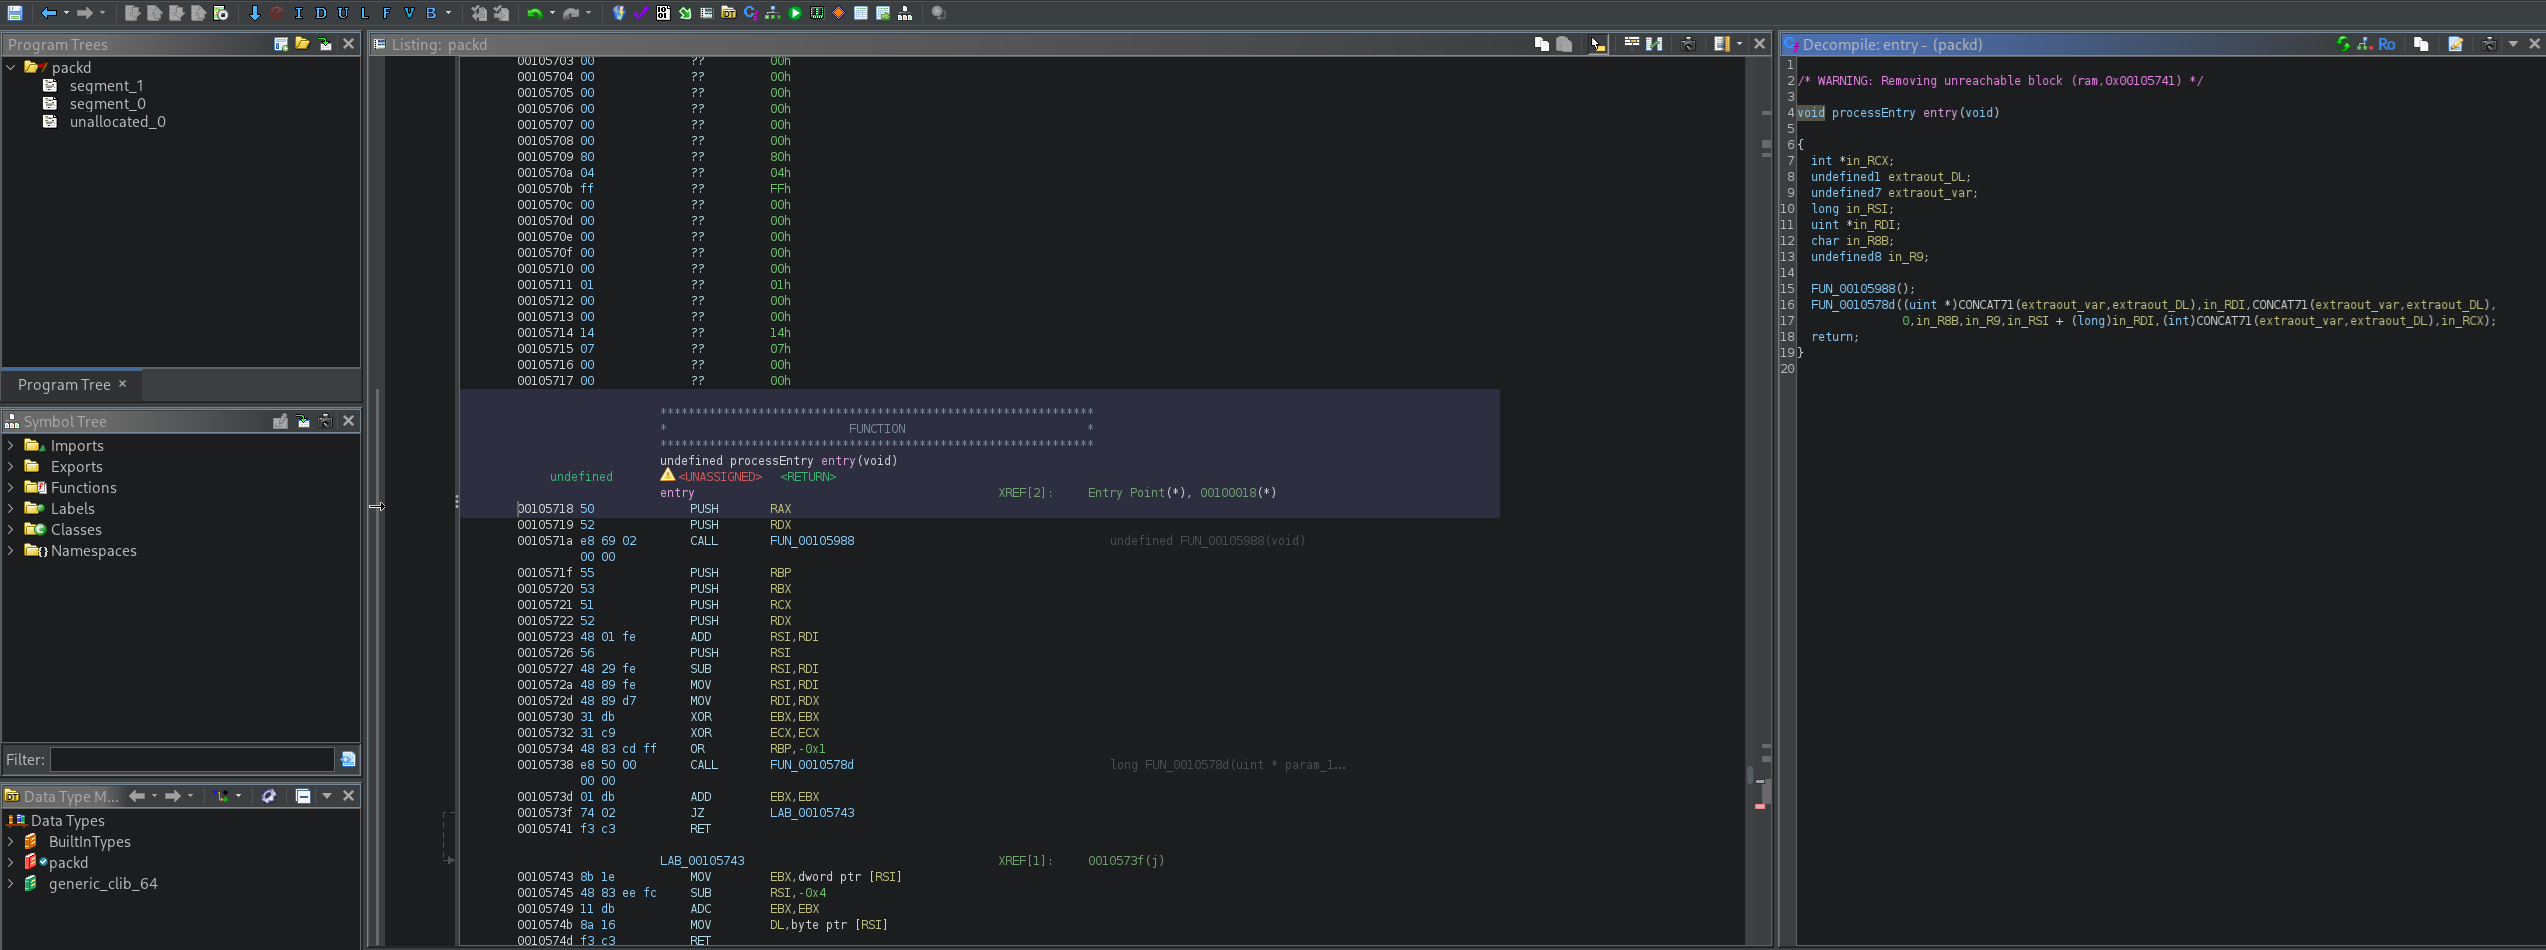 I D U L F V B
Program Trees
packd
segment_1
segment_0
unallocated_0
Program Tree ×
Symbol Tree
Imports
Exports
Functions
Labels
Classes
Namespaces
Filter:
Data Type M...
Data Types
BuiltInTypes
packd
generic_clib_64
Listing: packd
00105703 00 ?? 00h
00105704 00 ?? 00h
00105705 00 ?? 00h
00105706 00 ?? 00h
00105707 00 ?? 00h
00105708 00 ?? 00h
00105709 80 ?? 80h
0010570a 04 ?? 04h
0010570b ff ?? FFh
0010570c 00 ?? 00h
0010570d 00 ?? 00h
0010570e 00 ?? 00h
0010570f 00 ?? 00h
00105710 00 ?? 00h
00105711 01 ?? 01h
00105712 00 ?? 00h
00105713 00 ?? 00h
00105714 14 ?? 14h
00105715 07 ?? 07h
00105716 00 ?? 00h
00105717 00 ?? 00h
**************************************************************
* FUNCTION *
**************************************************************
undefined processEntry entry(void)
undefined <UNASSIGNED> <RETURN>
entry XREF[2]: Entry Point(*), 00100018(*)
00105718 50 PUSH RAX
00105719 52 PUSH RDX
0010571a e8 69 02 CALL FUN_00105988 undefined FUN_00105988(void)
00 00
0010571f 55 PUSH RBP
00105720 53 PUSH RBX
00105721 51 PUSH RCX
00105722 52 PUSH RDX
00105723 48 01 fe ADD RSI,RDI
00105726 56 PUSH RSI
00105727 48 29 fe SUB RSI,RDI
0010572a 48 89 fe MOV RSI,RDI
0010572d 48 89 d7 MOV RDI,RDX
00105730 31 db XOR EBX,EBX
00105732 31 c9 XOR ECX,ECX
00105734 48 83 cd ff OR RBP,-0x1
00105738 e8 50 00 CALL FUN_0010578d long FUN_0010578d(uint * param_1...
00 00
0010573d 01 db ADD EBX,EBX
0010573f 74 02 JZ LAB_00105743
00105741 f3 c3 RET
LAB_00105743 XREF[1]: 0010573f(j)
00105743 8b 1e MOV EBX,dword ptr [RSI]
00105745 48 83 ee fc SUB RSI,-0x4
00105749 11 db ADC EBX,EBX
0010574b 8a 16 MOV DL,byte ptr [RSI]
0010574d f3 c3 RET
Decompile: entry - (packd)
Ro
1
2 /* WARNING: Removing unreachable block (ram,0x00105741) */
3
4 void processEntry entry(void)
5
6 {
7 int *in_RCX;
8 undefined1 extraout_DL;
9 undefined7 extraout_var;
10 long in_RSI;
11 uint *in_RDI;
12 char in_R8B;
13 undefined8 in_R9;
14
15 FUN_00105988();
16 FUN_0010578d((uint *)CONCAT71(extraout_var,extraout_DL),in_RDI,CONCAT71(extraout_var,extraout_DL),
17 0,in_R8B,in_R9,in_RSI + (long)in_RDI,(int)CONCAT71(extraout_var,extraout_DL),in_RCX);
18 return;
19 }
20